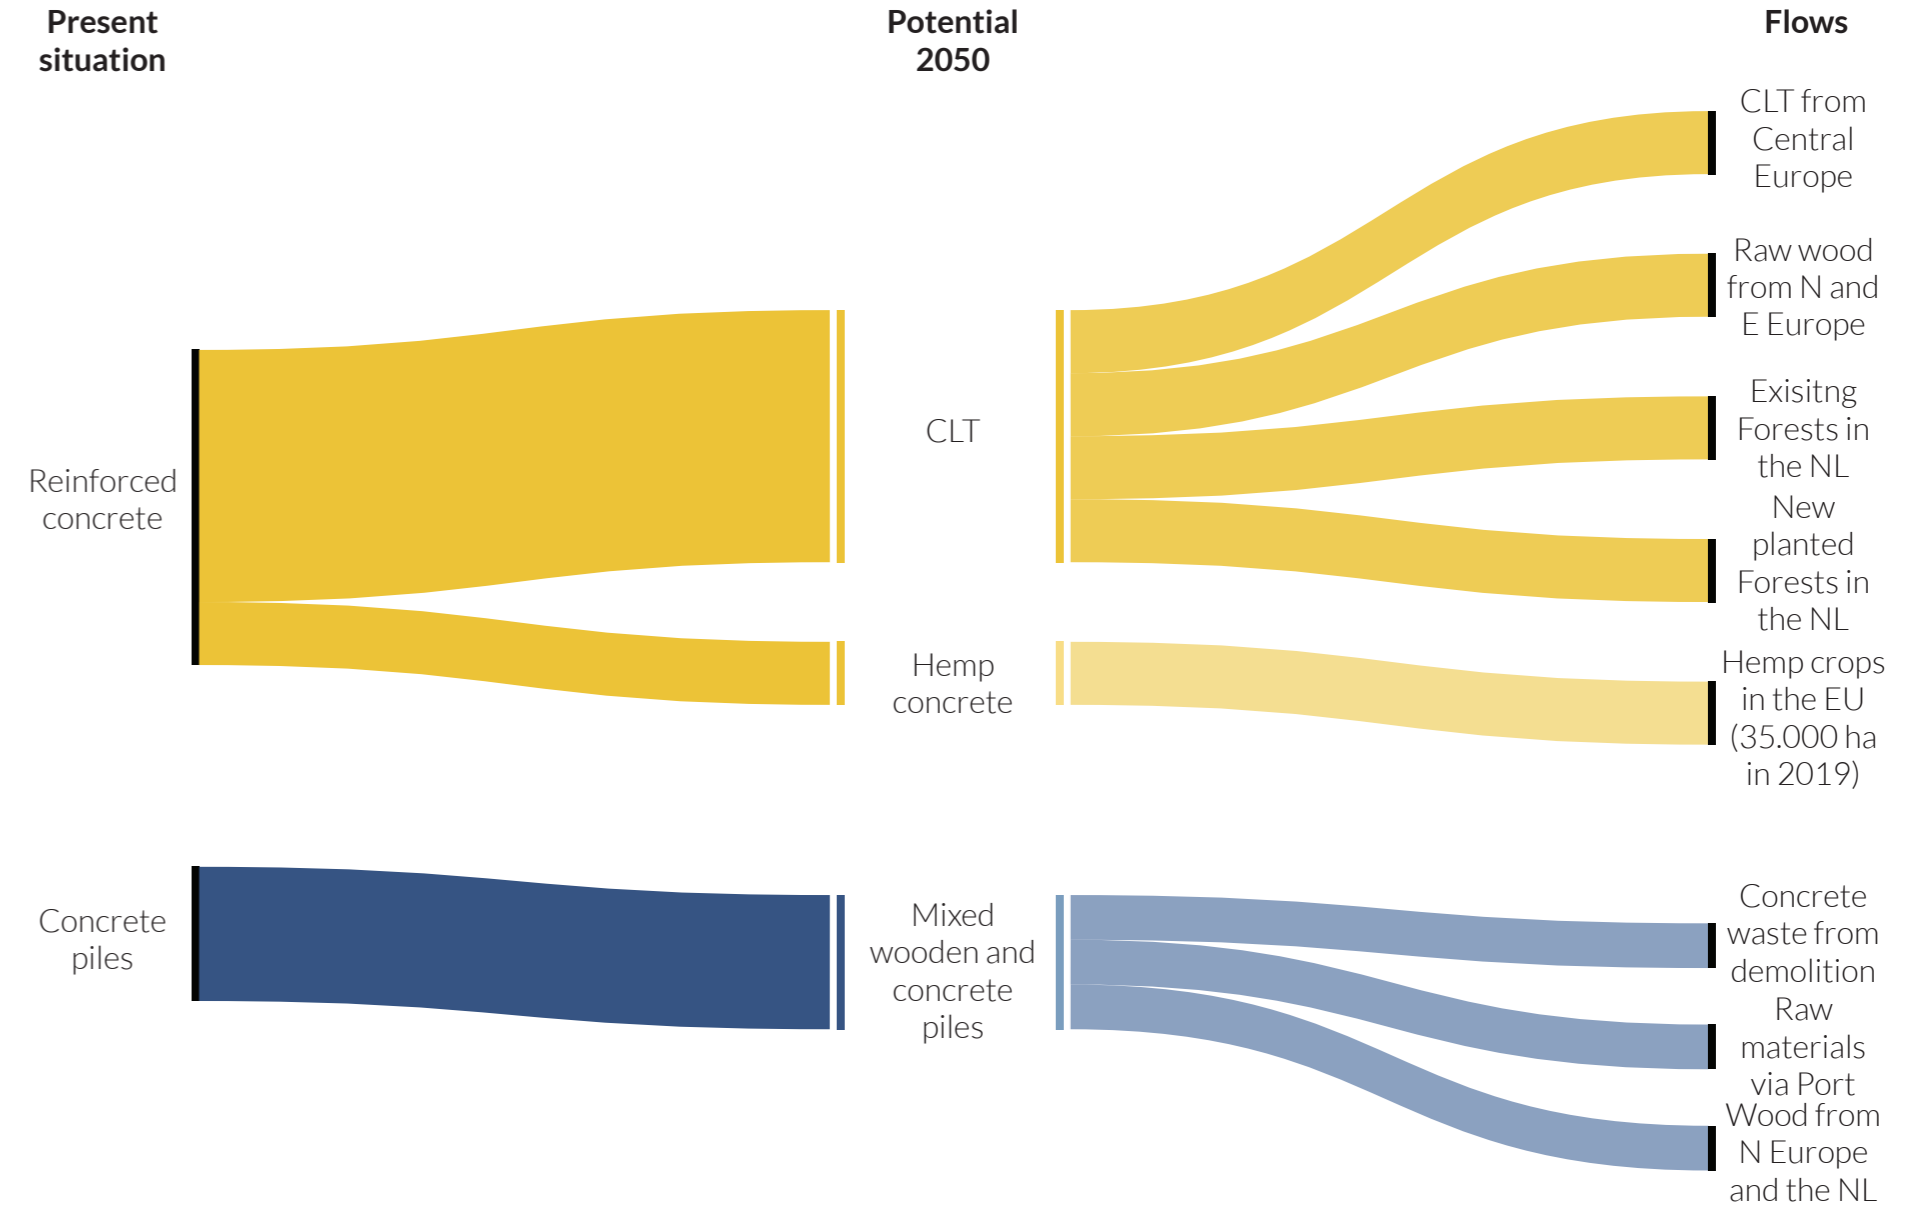 Present
situation
Potential
2050
Flows
Reinforced
concrete
Concrete
piles
CLT
Hemp
concrete
Mixed
wooden and
concrete
piles
CLT from
Central
Europe
Raw wood
from N and
E Europe
Exisitng
Forests in
the NL
New
planted
Forests in
the NL
Hemp crops
in the EU
(35.000 ha
in 2019)
Concrete
waste from
demolition
Raw
materials
via Port
Wood from
N Europe
and the NL